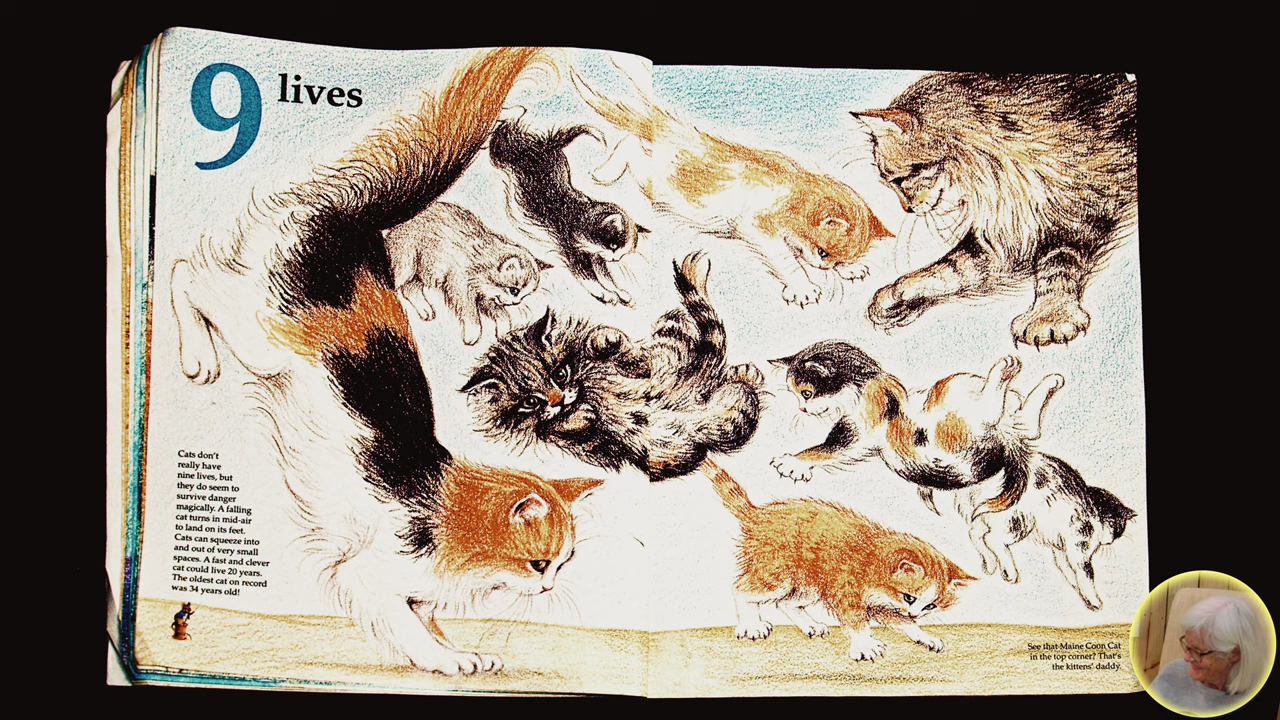 9 lives
Cats don't
really have
nine lives, but
they do seem to
survive danger
magically. A falling
cat turns in mid-air
to land on its feet.
Cats can squeeze into
and out of very small
spaces. A fast and clever
cat could live 20 years.
The oldest cat on record
was 34 years old!
See that Maine Coon Cat
in the top corner? That's
the kittens' daddy.